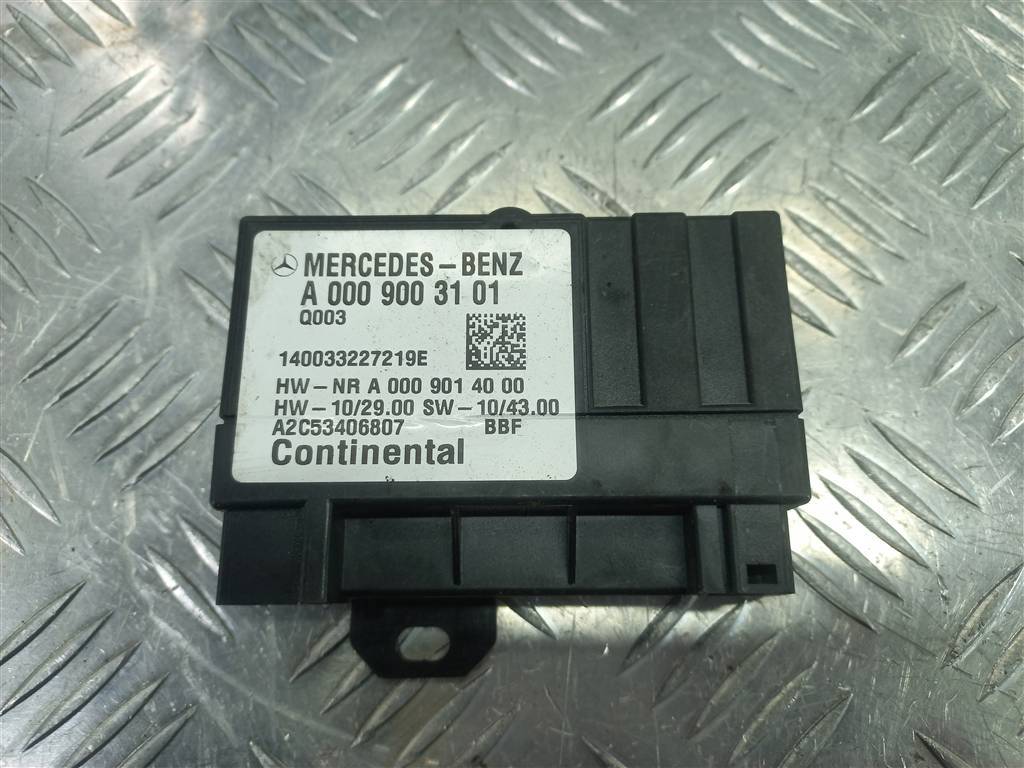 MERCEDES-BENZ
A 000 900 31 01
Q003
140033227219E
HW-NR A 000 901 40 00
HW-10/29.00 SW-10/43.00
A2C53406807 BBF
Continental